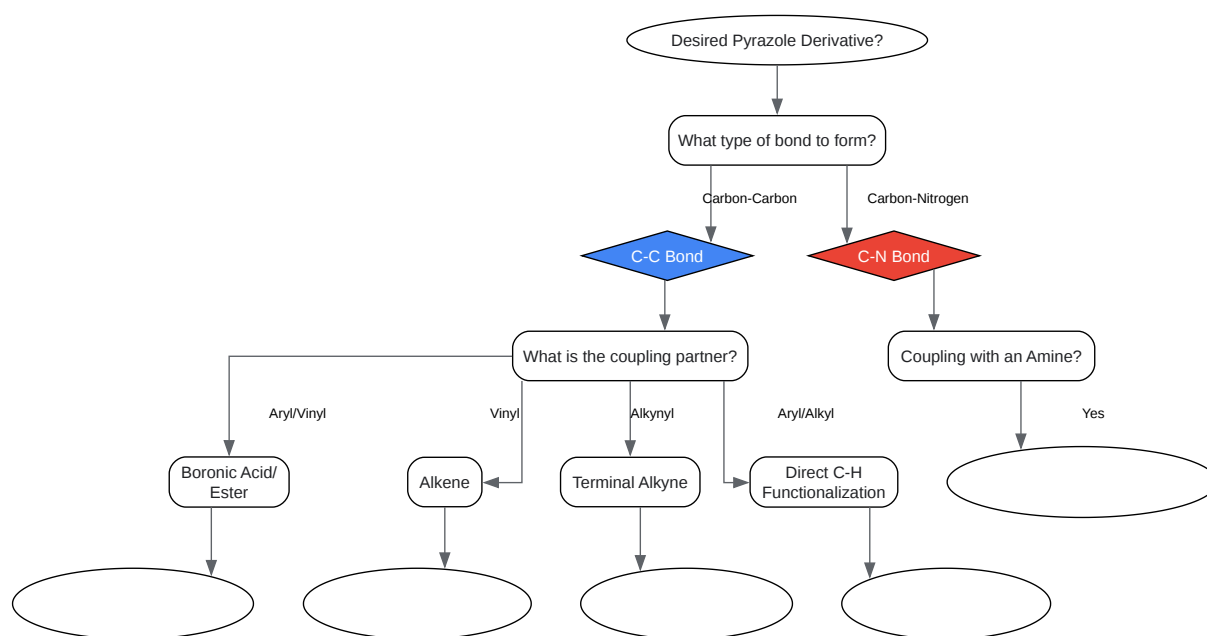 Desired Pyrazole Derivative?
What type of bond to form?
Carbon-Carbon
Carbon-Nitrogen
C-C Bond
C-N Bond
What is the coupling partner?
Coupling with an Amine?
Aryl/Vinyl
Vinyl
Alkynyl
Aryl/Alkyl
Yes
Boronic Acid/
Ester
Alkene
Terminal Alkyne
Direct C-H
Functionalization